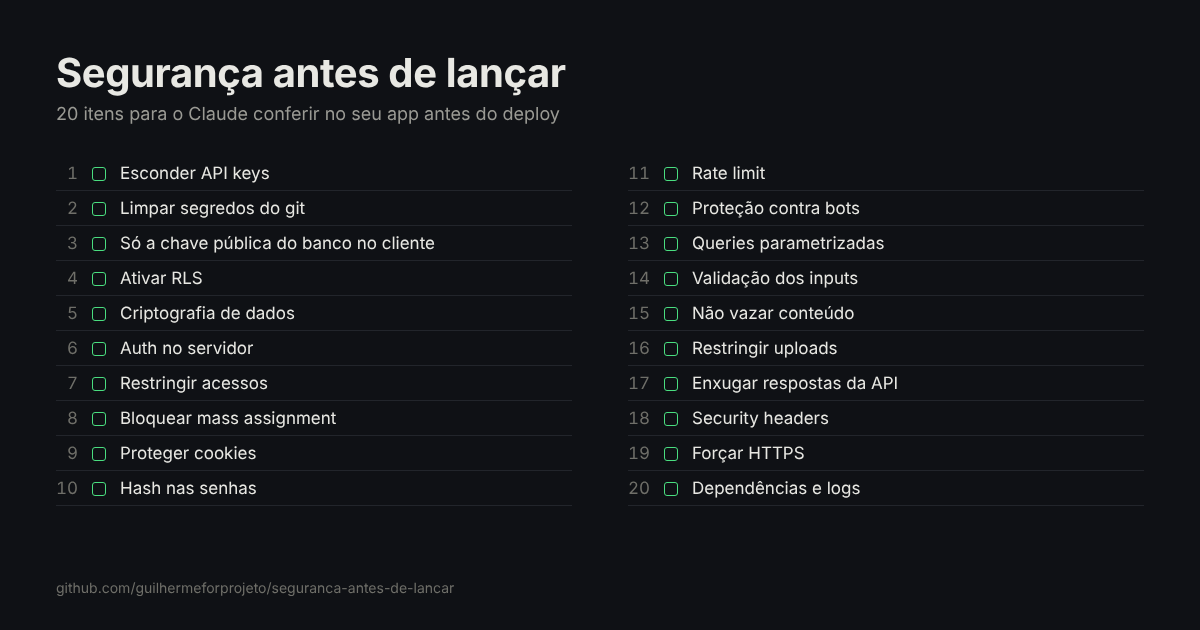 Segurança antes de lançar
20 itens para o Claude conferir no seu app antes do deploy
1 Esconder API keys
2 Limpar segredos do git
3 Só a chave pública do banco no cliente
4 Ativar RLS
5 Criptografia de dados
6 Auth no servidor
7 Restringir acessos
8 Bloquear mass assignment
9 Proteger cookies
10 Hash nas senhas
11 Rate limit
12 Proteção contra bots
13 Queries parametrizadas
14 Validação dos inputs
15 Não vazar conteúdo
16 Restringir uploads
17 Enxugar respostas da API
18 Security headers
19 Forçar HTTPS
20 Dependências e logs
github.com/guilhermeforprojeto/seguranca-antes-de-lancar